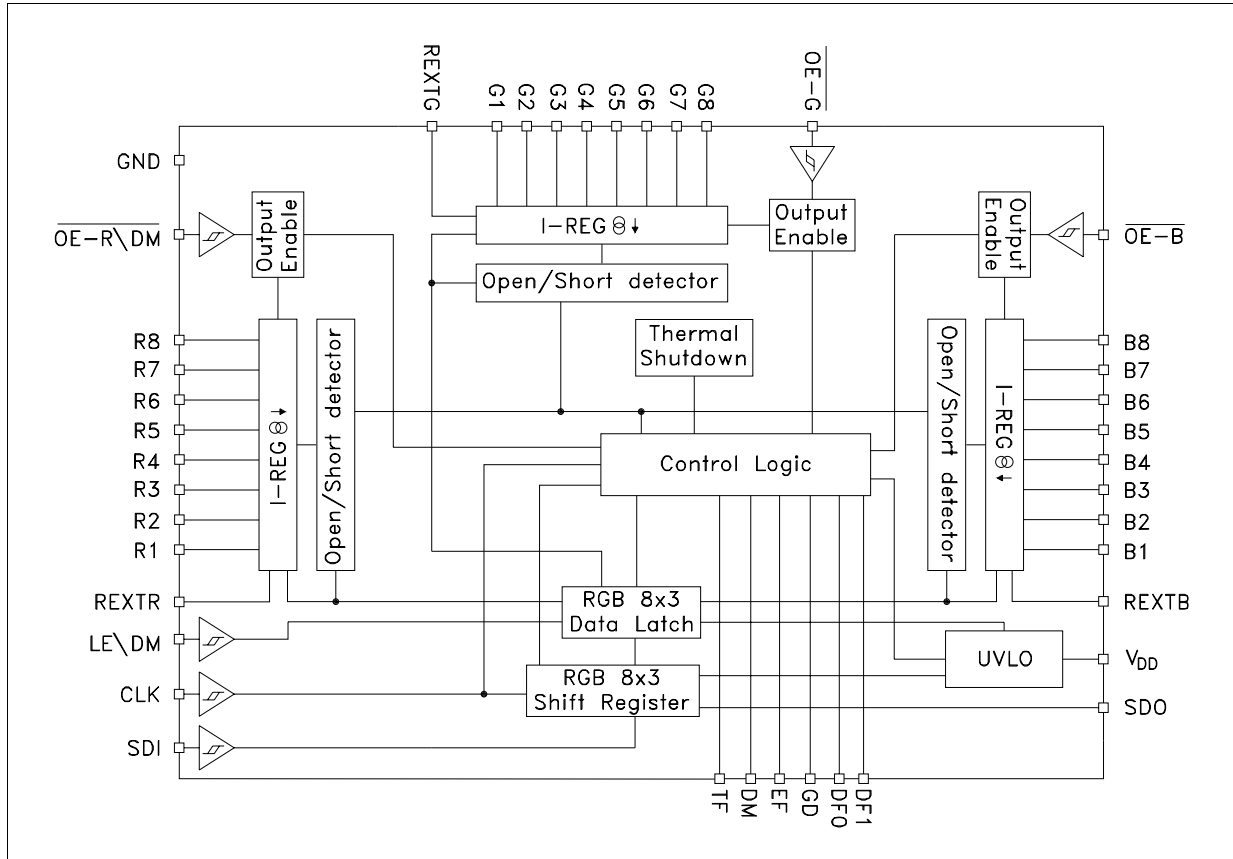 REXTG
G1
G2
G3
G4
G5
G6
G7
G8
OE-G
GND
OE-R\DM
Output
Enable
I-REG
Output
Enable
Output
Enable
OE-B
Open/Short detector
Thermal
Shutdown
R8
R7
R6
R5
R4
R3
R2
R1
I-REG
Open/Short detector
Control Logic
Open/Short detector
I-REG
B8
B7
B6
B5
B4
B3
B2
B1
REXTR
RGB 8x3
Data Latch
REXTB
LE\DM
UVLO
VDD
CLK
RGB 8x3
Shift Register
SDO
SDI
TF
DM
EF
GD
DF0
DF1